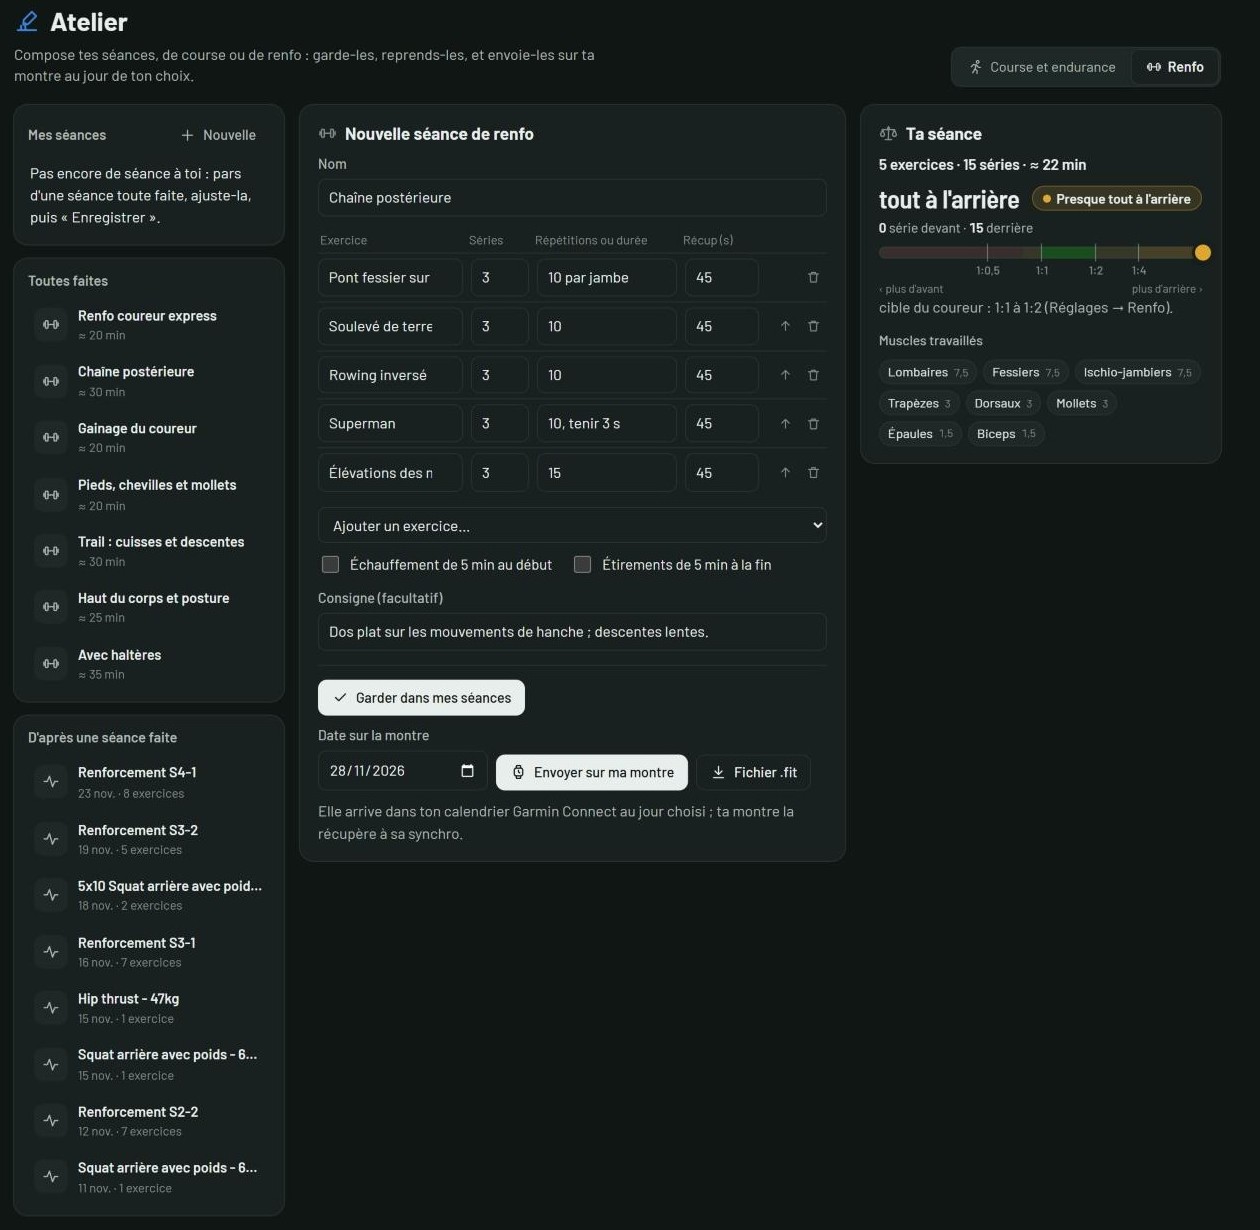 Atelier
Compose tes séances, de course ou de renfo : garde-les, reprends-les, et envoie-les sur ta
montre au jour de ton choix.
Course et endurance
Renfo
Mes séances
Nouvelle
Pas encore de séance à toi : pars
d'une séance toute faite, ajuste-la,
puis « Enregistrer ».
Toutes faites
Renfo coureur express
≈ 20 min
Chaîne postérieure
≈ 30 min
Gainage du coureur
≈ 20 min
Pieds, chevilles et mollets
≈ 20 min
Trail : cuisses et descentes
≈ 30 min
Haut du corps et posture
≈ 25 min
Avec haltères
≈ 35 min
D'après une séance faite
Renforcement S4-1
23 nov. · 8 exercices
Renforcement S3-2
19 nov. · 5 exercices
5x10 Squat arrière avec poid...
18 nov. · 2 exercices
Renforcement S3-1
16 nov. · 7 exercices
Hip thrust - 47kg
15 nov. · 1 exercice
Squat arrière avec poids - 6...
15 nov. · 1 exercice
Renforcement S2-2
12 nov. · 7 exercices
Squat arrière avec poids - 6...
11 nov. · 1 exercice
Nouvelle séance de renfo
Nom
Chaîne postérieure
Exercice Séries Répétitions ou durée Récup (s)
Pont fessier sur 3 10 par jambe 45
Soulevé de terre 3 10 45
Rowing inversé 3 10 45
Superman 3 10, tenir 3 s 45
Élévations des 3 15 45
Ajouter un exercice...
Échauffement de 5 min au début Étirements de 5 min à la fin
Consigne (facultatif)
Dos plat sur les mouvements de hanche ; descentes lentes.
Garder dans mes séances
Date sur la montre
28/11/2026 Envoyer sur ma montre Fichier .fit
Elle arrive dans ton calendrier Garmin Connect au jour choisi ; ta montre la
récupère à sa synchro.
Ta séance
5 exercices · 15 séries · ≈ 22 min
tout à l'arrière Presque tout à l'arrière
0 série devant · 15 derrière
1:0,5 1:1 1:2 1:4
‹ plus d'avant plus d'arrière ›
cible du coureur : 1:1 à 1:2 (Réglages → Renfo).
Muscles travaillés
Lombaires 7,5 Fessiers 7,5 Ischio-jambiers 7,5
Trapèzes 3 Dorsaux 3 Mollets 3
Épaules 1,5 Biceps 1,5